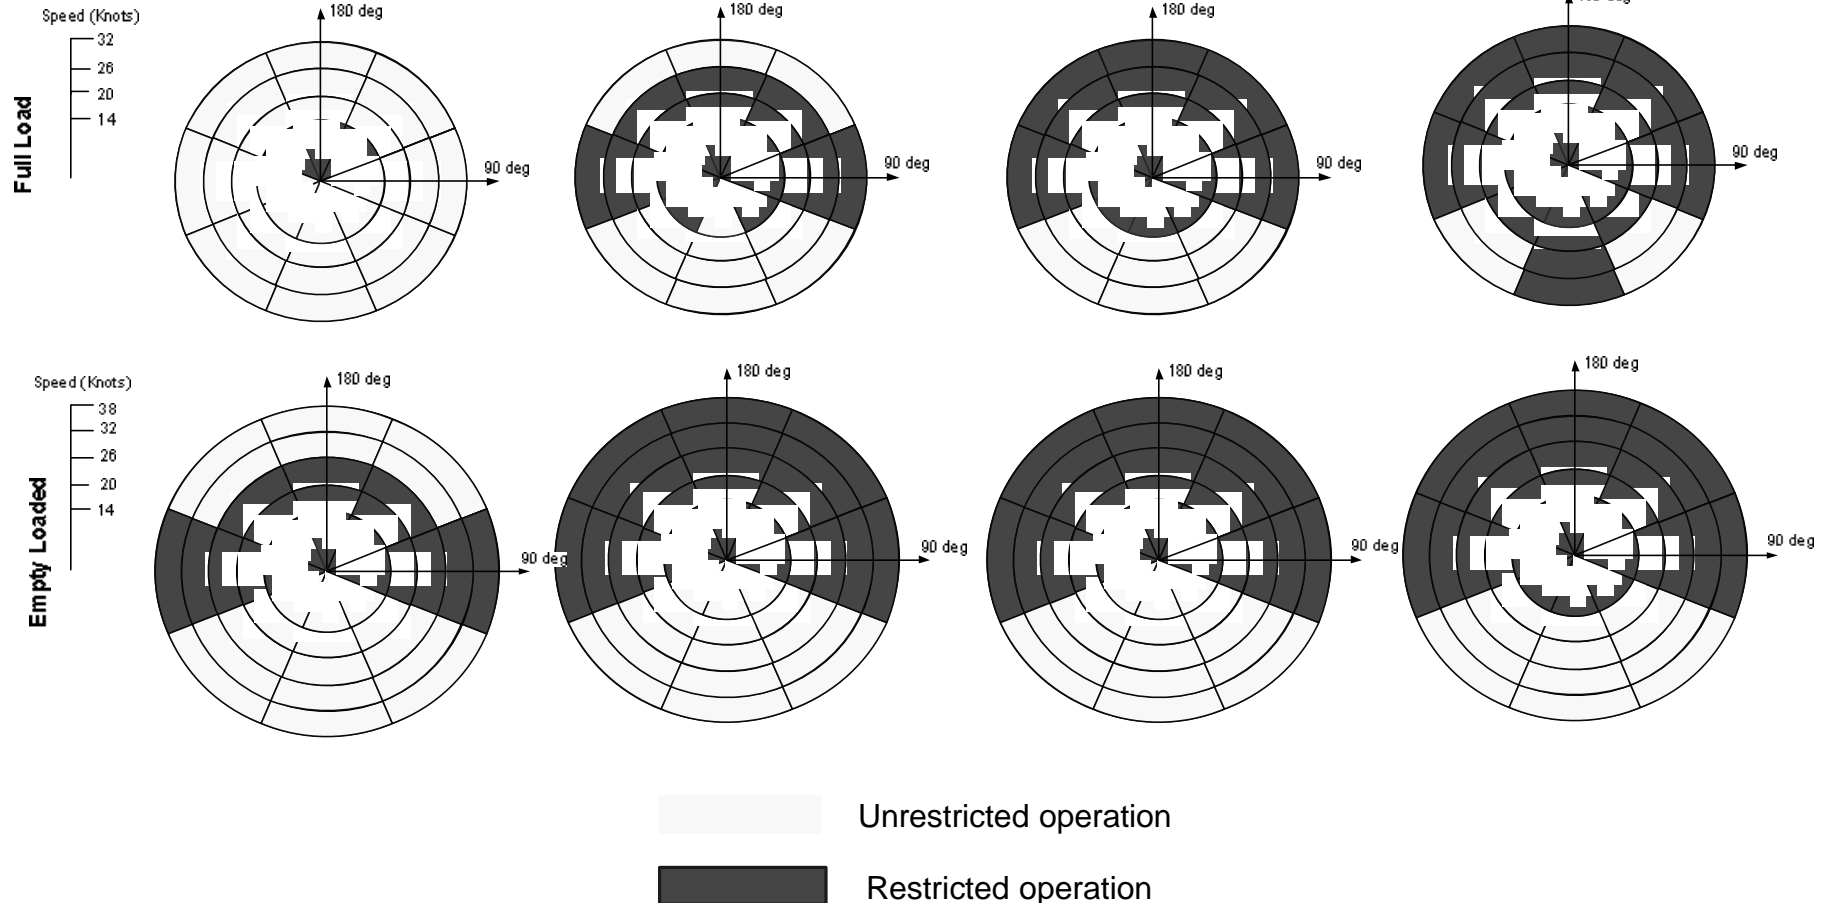 Speed (Knots)
32
26
20
14
Full Load
180 deg
90 deg
180 deg
90 deg
180 deg
90 deg
90 deg
Speed (Knots)
38
32
26
20
14
Empty Loaded
180 deg
90 deg
180 deg
90 deg
180 deg
90 deg
180 deg
90 deg
Unrestricted operation
Restricted operation